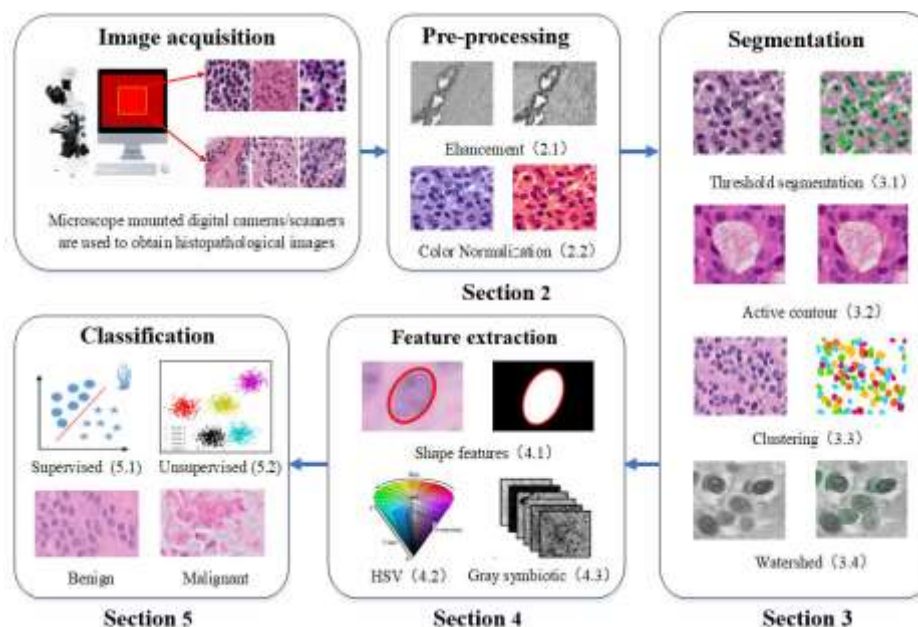 Image acquisition
Microscope mounted digital cameras/scanners
are used to obtain histopathological images
Pre-processing
Ehancement (2.1)
Color Normalization (2.2)
Section 2
Segmentation
Threshold segmentation (3.1)
Active contour (3.2)
Clustering (3.3)
Watershed (3.4)
Section 3
Feature extraction
Shape features (4.1)
HSV (4.2)
Gray symbiotic (4.3)
Section 4
Classification
Supervised (5.1)
Unsupervised (5.2)
Benign
Malignant
Section 5